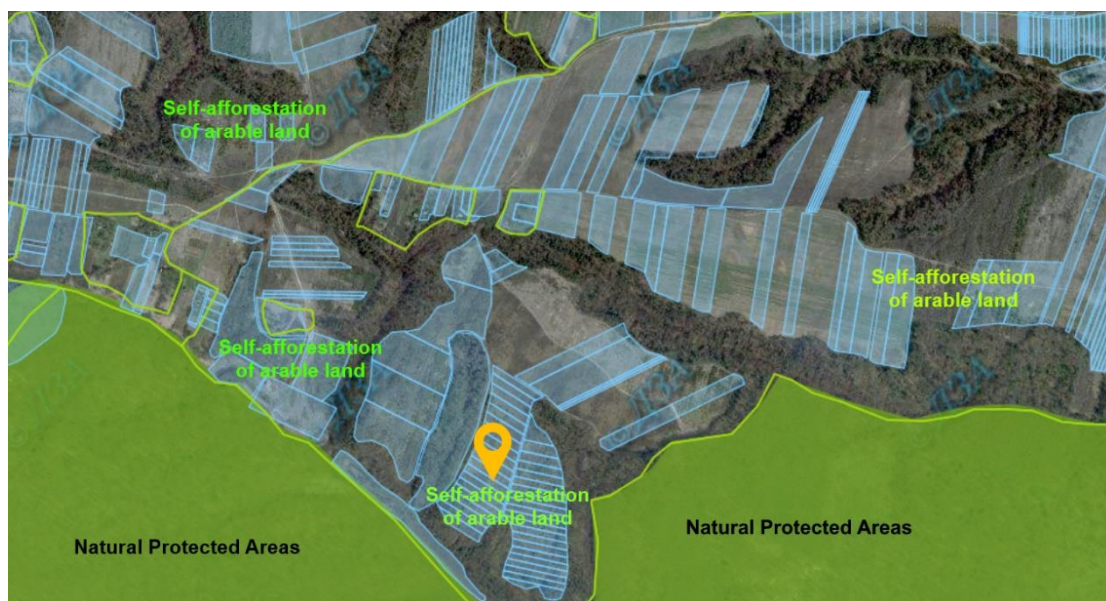 Self-afforestation
of arable land
Self-afforestation
of arable land
Self-afforestation
of arable land
Self-afforestation
of arable land
Natural Protected Areas
Natural Protected Areas
© ДЗЛ